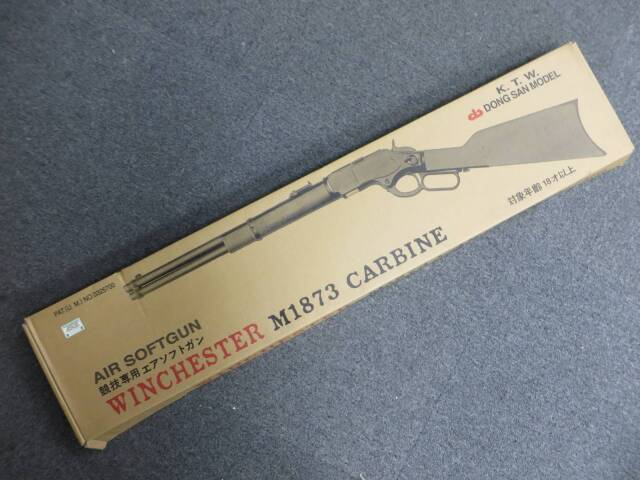 K. T. W.
DONG SAN MODEL
対象年齢 18才以上
AIR SOFTGUN
競技専用エアソフトガン
WINCHESTER M1873 CARBINE